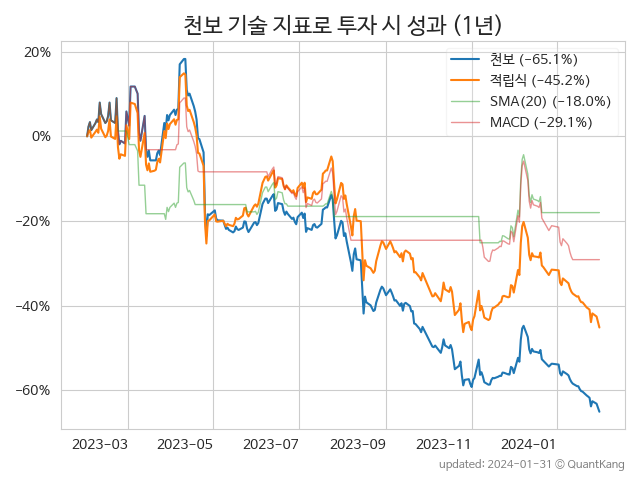 천보 기술 지표로 투자 시 성과 (1년)
천보 (−65.1%)
적립식 (−45.2%)
SMA(20) (−18.0%)
MACD (−29.1%)
20%
0%
−20%
−40%
−60%
2023-03 2023-05 2023-07 2023-09 2023-11 2024-01
updated: 2024-01-31 © QuantKang